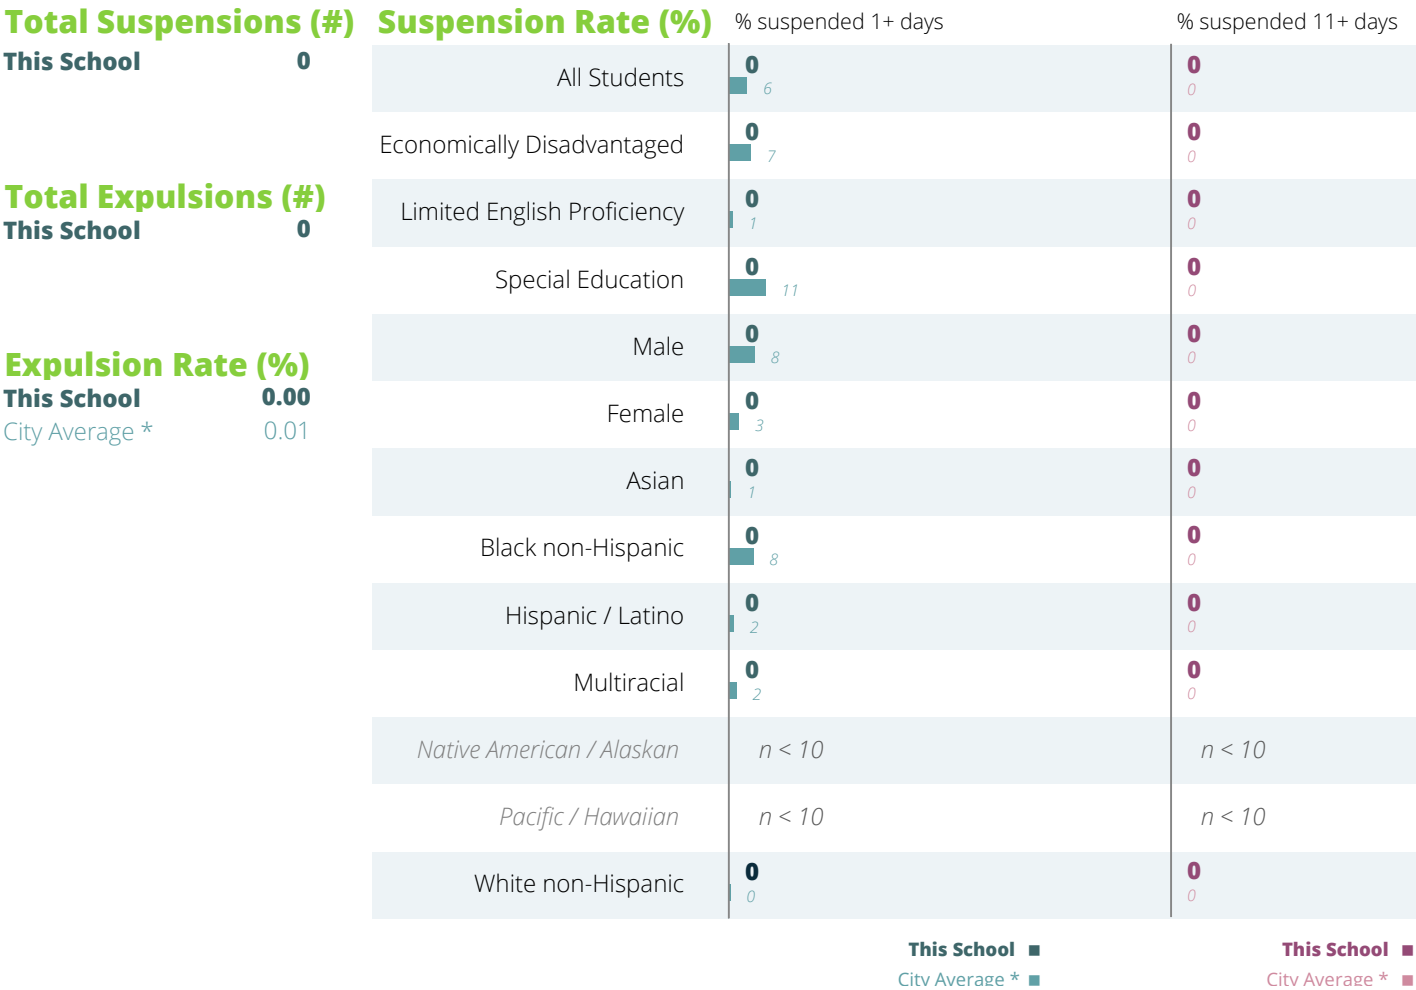 Total Suspensions (#)
This School 0
Total Expulsions (#)
This School 0
Expulsion Rate (%)
This School 0.00
City Average * 0.01
Suspension Rate (%) % suspended 1+ days % suspended 11+ days
All Students 0 0
6 0
Economically Disadvantaged 0 0
7 0
Limited English Proficiency 0 0
1 0
Special Education 0 0
11 0
Male 0 0
8 0
Female 0 0
3 0
Asian 0 0
1 0
Black non-Hispanic 0 0
8 0
Hispanic / Latino 0 0
2 0
Multiracial 0 0
2 0
Native American / Alaskan n < 10 n < 10
Pacific / Hawaiian n < 10 n < 10
White non-Hispanic 0 0
0 0
This School This School
City Average * City Average *